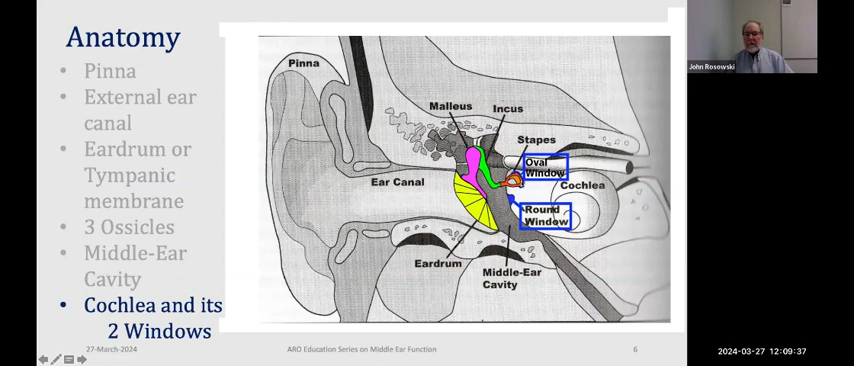 Anatomy
• Pinna
• External ear
canal
• Eardrum or
Tympanic
membrane
• 3 Ossicles
• Middle-Ear
Cavity
• Cochlea and its
2 Windows
Pinna
Malleus
Incus
Stapes
Oval
Window
Ear Canal
Cochlea
Round
Window
Eardrum
Middle-Ear
Cavity
27-March-2024
ARO Education Series on Middle Ear Function
6
John Rosowski
2024-03-27 12:09:37